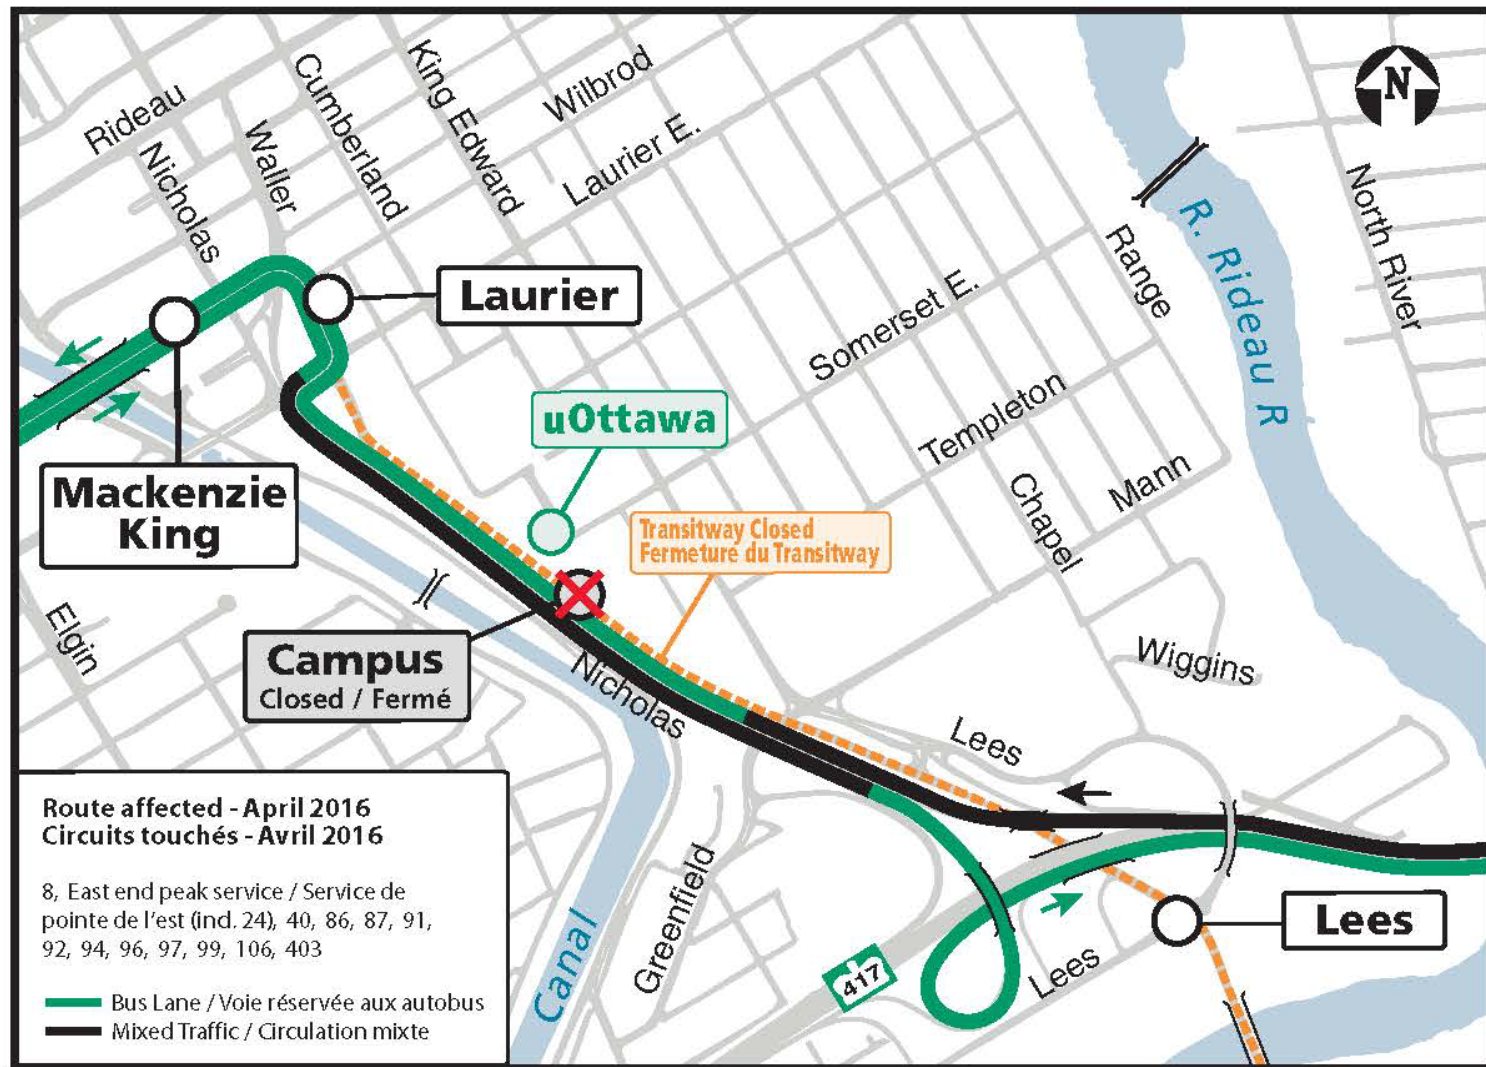 N
Rideau
Nicholas
Waller
Cumberland
King Edward
Wilbrod
Laurier E.
Range
R. Rideau R
North River
Laurier
Somerset E.
uOttawa
Templeton
Mackenzie
King
Chapel
Mann
Transitway Closed
Fermeture du Transitway
Elgin
Campus
Closed / Fermé
Nicholas
Wiggins
Lees
Route affected - April 2016
Circuits touchés - Avril 2016
8, East end peak service / Service de
pointe de l'est (ind. 24), 40, 86, 87, 91,
92, 94, 96, 97, 99, 106, 403
Bus Lane / Voie réservée aux autobus
Mixed Traffic / Circulation mixte
Canal
Greenfield
417
Lees
Lees